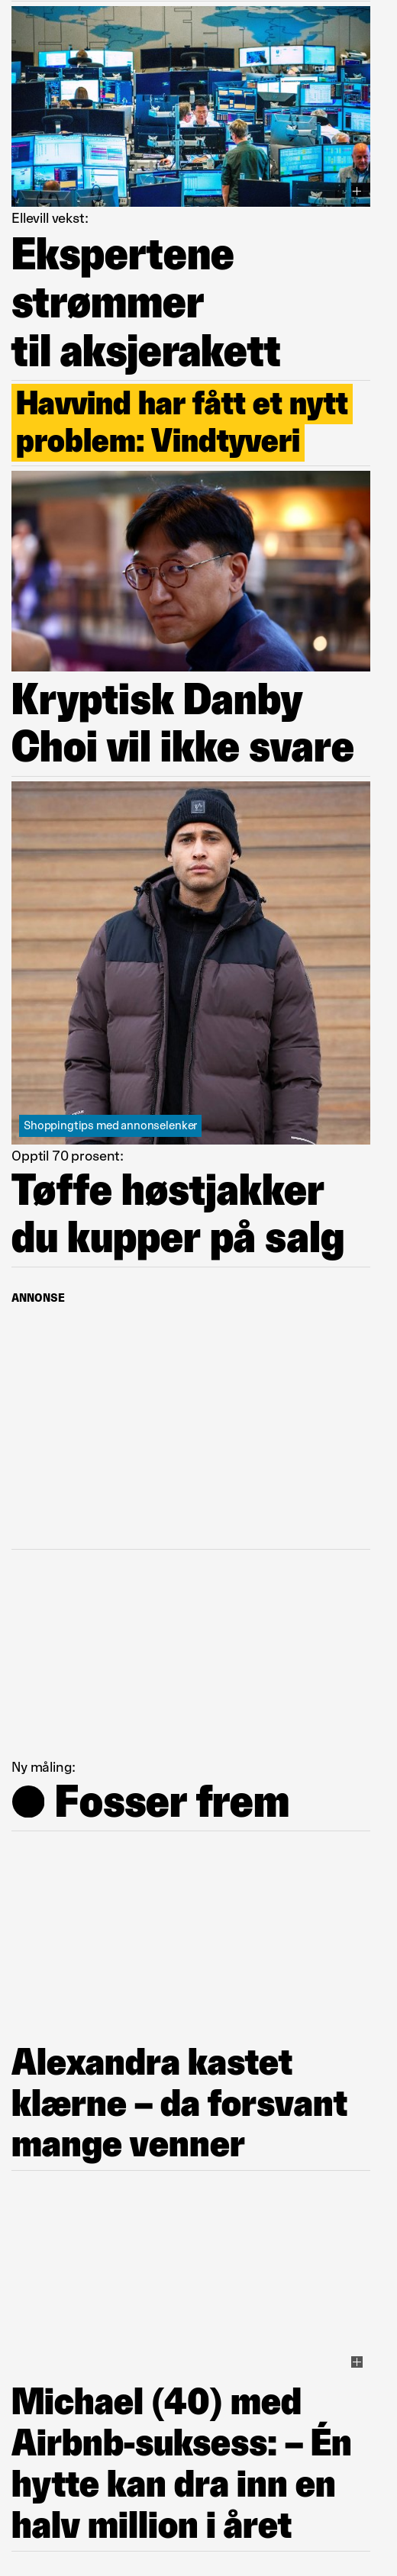 Ellevill vekst:
Ekspertene
strømmer
til aksjerakett
Havvind har fått et nytt
problem: Vindtyveri
Kryptisk Danby
Choi vil ikke svare
Shoppingtips med annonselenker
Opptil 70 prosent:
Tøffe høstjakker
du kupper på salg
ANNONSE
Ny måling:
● Fosser frem
Alexandra kastet
klærne – da forsvant
mange venner
Michael (40) med
Airbnb-suksess: – Én
hytte kan dra inn en
halv million i året